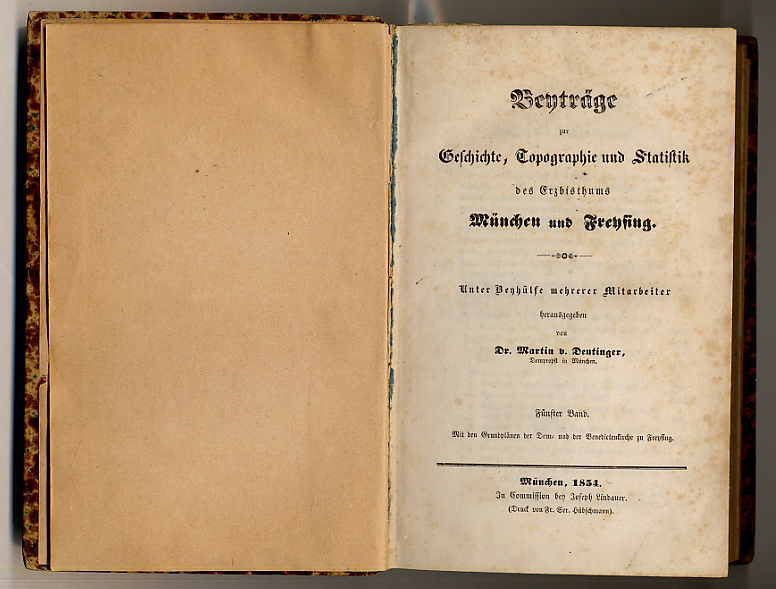 Beyträge
zur
Geschichte, Topographie und Statistik
des Erzbisthums
München und Freysing.
Unter Beyhülfe mehrerer Mitarbeiter
herausgegeben
von
Dr. Martin v. Deutinger,
Dompropst in München.
Fünfter Band.
Mit den Grundplänen der Dom- und der Benedictenkirche zu Freysing.
München, 1854.
In Commission bey Joseph Lindauer.
(Druck von Fr. Ser. Hübschmann).